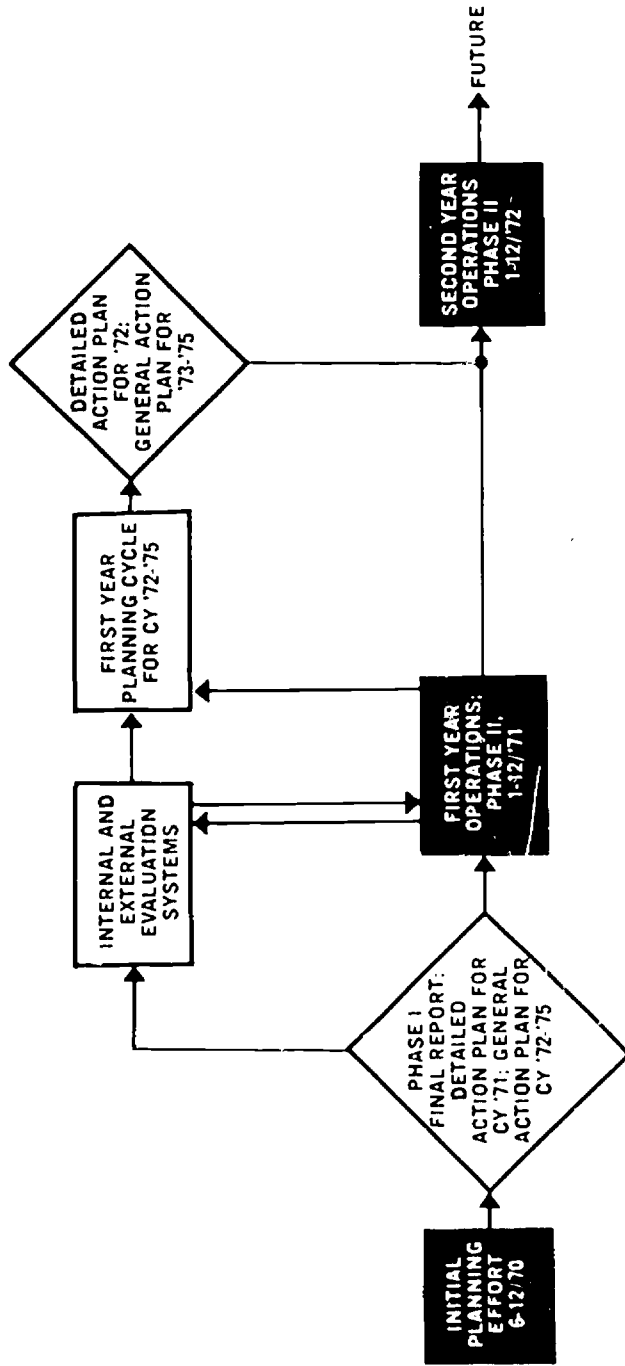 INITIAL
PLANNING
EFFORT
6-12/70
PHASE I
FINAL REPORT:
DETAILED
ACTION PLAN FOR
CY '71; GENERAL
ACTION PLAN FOR
CY '72-'75
INTERNAL AND
EXTERNAL
EVALUATION
SYSTEMS
FIRST YEAR
OPERATIONS:
PHASE II,
1-12/'71
FIRST YEAR
PLANNING CYCLE
FOR CY '72-'75
DETAILED
ACTION PLAN
FOR '72;
GENERAL ACTION
PLAN FOR
'73-'75
SECOND YEAR
OPERATIONS
PHASE II
1-12/'72
FUTURE